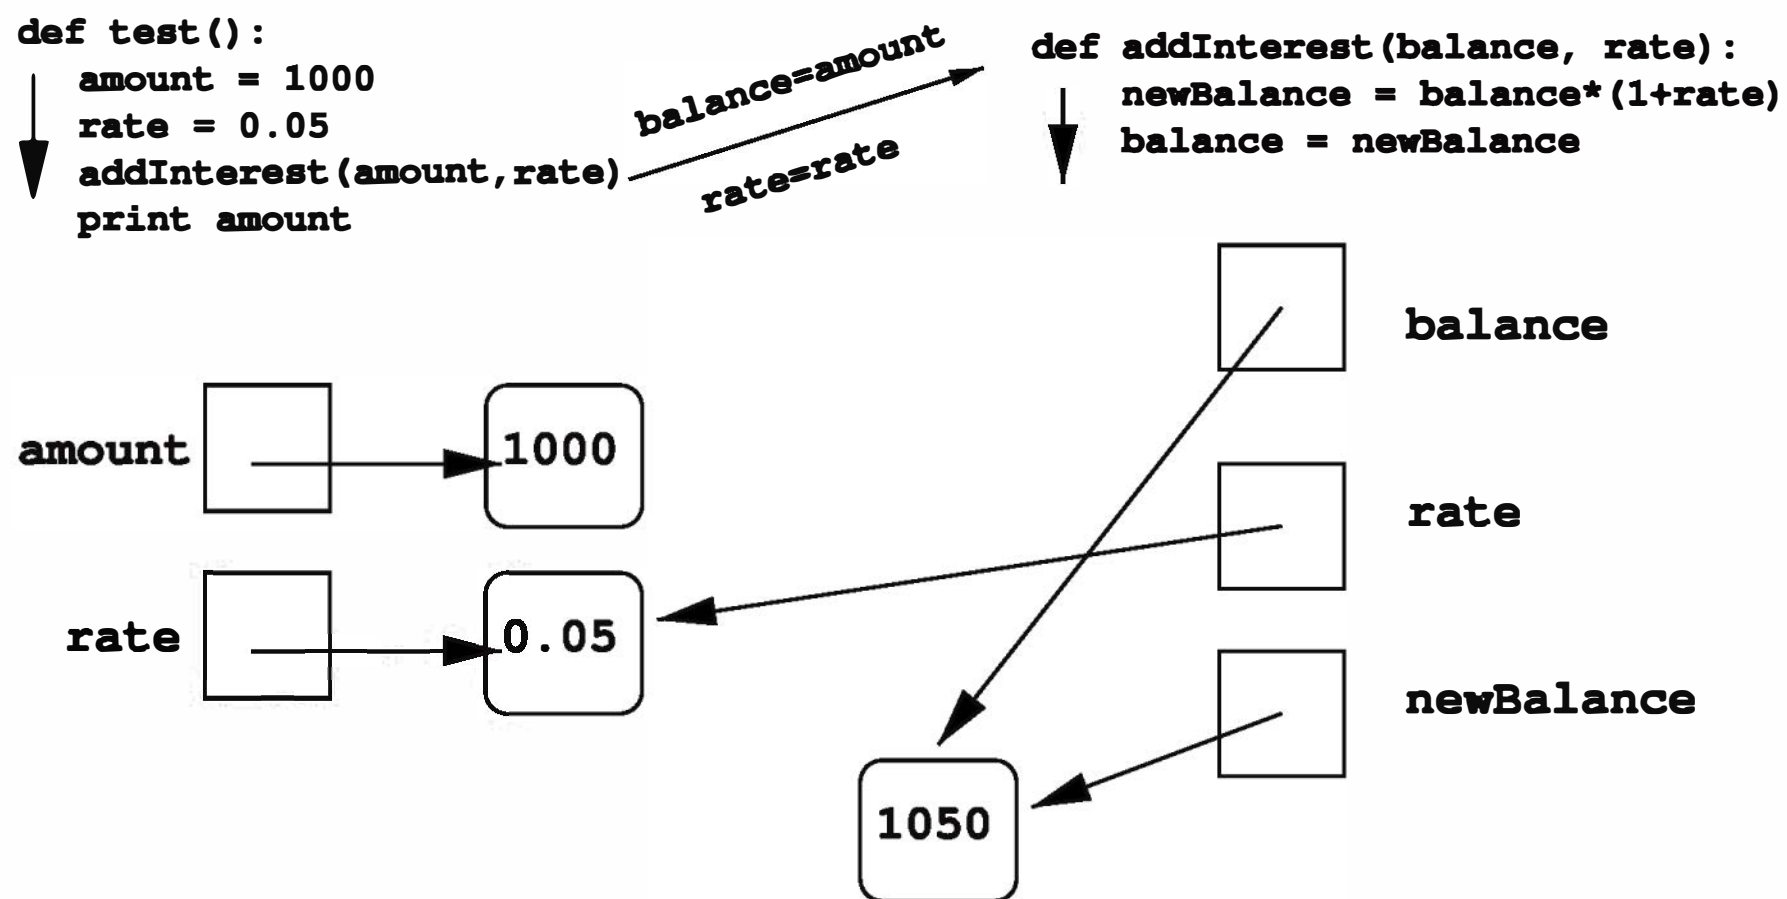 def test():
amount = 1000
rate = 0.05
addInterest(amount,rate)
print amount
balance=amount
rate=rate
def addInterest(balance, rate):
newBalance = balance*(1+rate)
balance = newBalance
balance
amount
1000
rate
rate
0.05
newBalance
1050